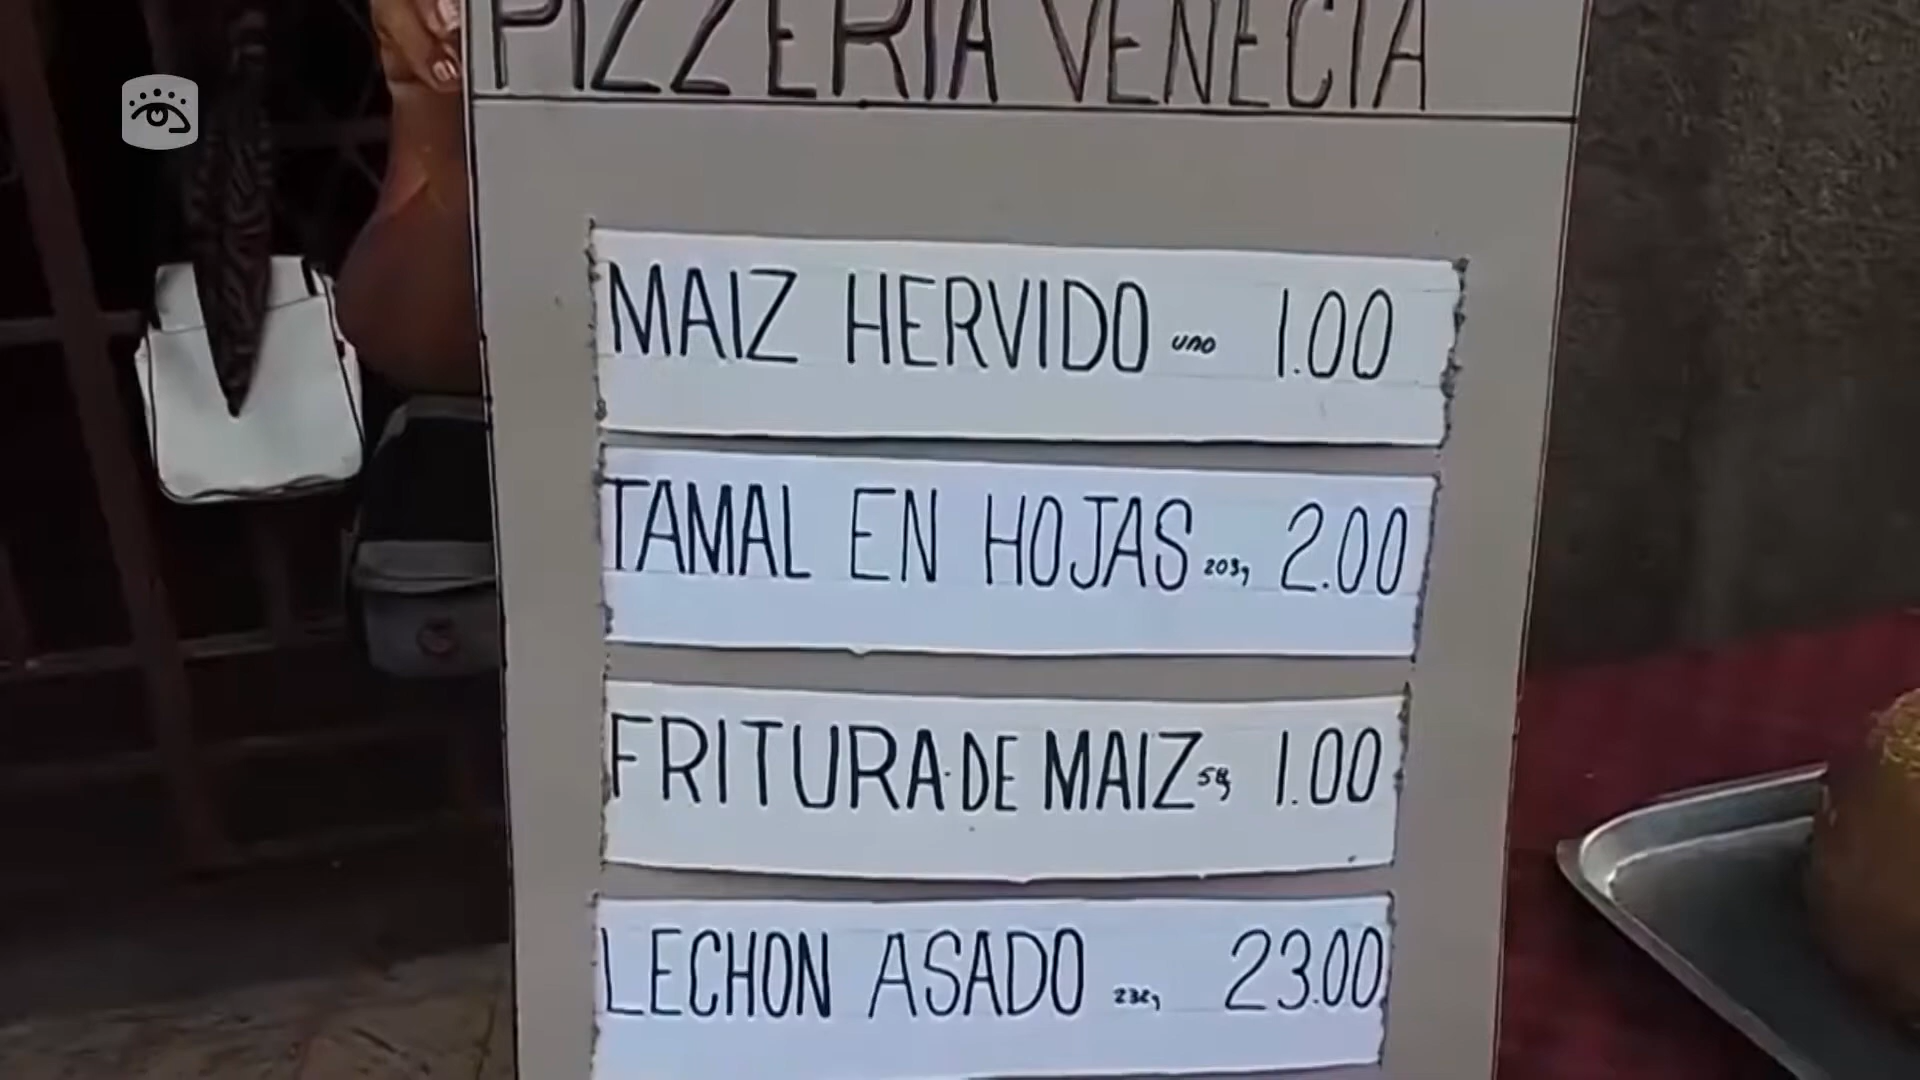 PIZZERIA VENECIA
MAIZ HERVIDO uno 1.00
TAMAL EN HOJAS 203g 2.00
FRITURA DE MAIZ 1.00
LECHON ASADO 23.00